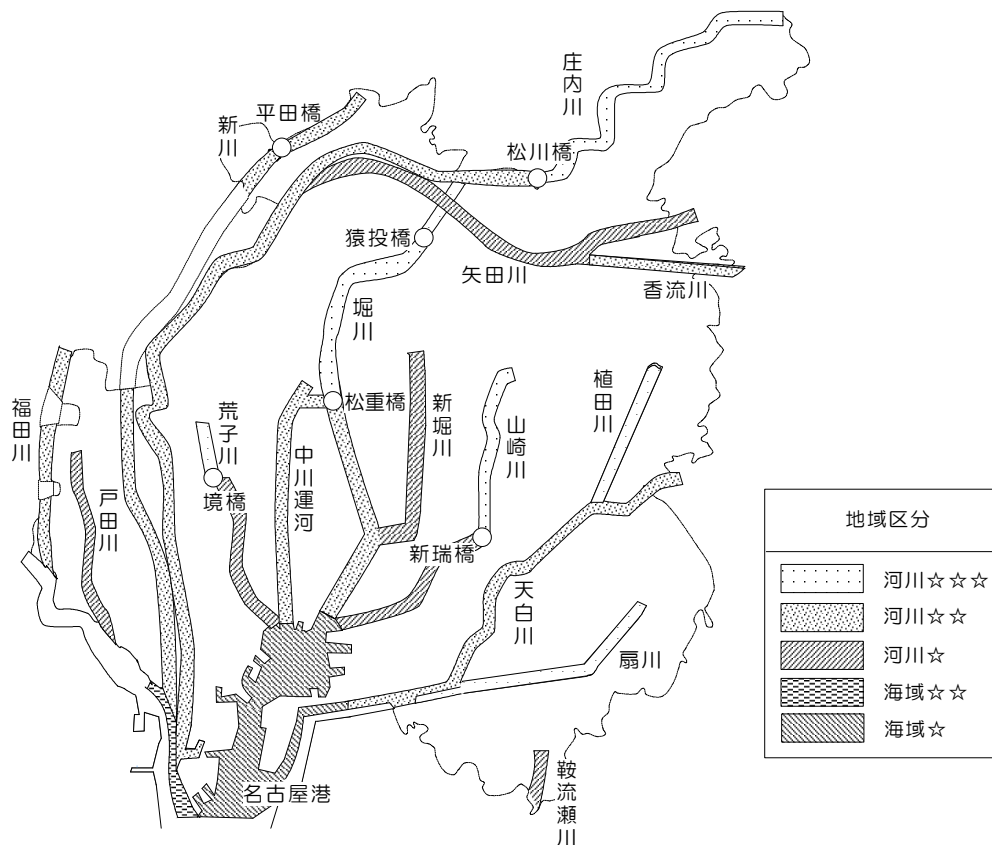 庄内川
平田橋
新川
松川橋
猿投橋
矢田川
香流川
堀川
福田川
戸田川
荒子川
境橋
中川運河
松重橋
新堀川
山崎川
植田川
新瑞橋
天白川
扇川
名古屋港
鞍流瀬川
地域区分
河川☆☆☆
河川☆☆
河川☆
海域☆☆
海域☆